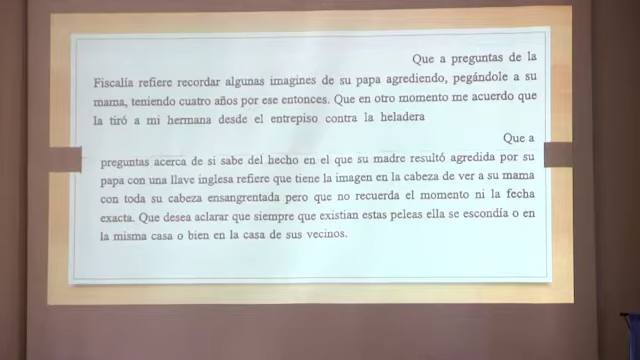 Que a preguntas de la
Fiscalía refiere recordar algunas imagines de su papa agrediendo, pegándole a su
mama, teniendo cuatro años por ese entonces. Que en otro momento me acuerdo que
la tiró a mi hermana desde el entrepiso contra la heladera
Que a
preguntas acerca de si sabe del hecho en el que su madre resultó agredida por su
papa con una llave inglesa refiere que tiene la imagen en la cabeza de ver a su mama
con toda su cabeza ensangrentada pero que no recuerda el momento ni la fecha
exacta. Que desea aclarar que siempre que existian estas peleas ella se escondía o en
la misma casa o bien en la casa de sus vecinos.